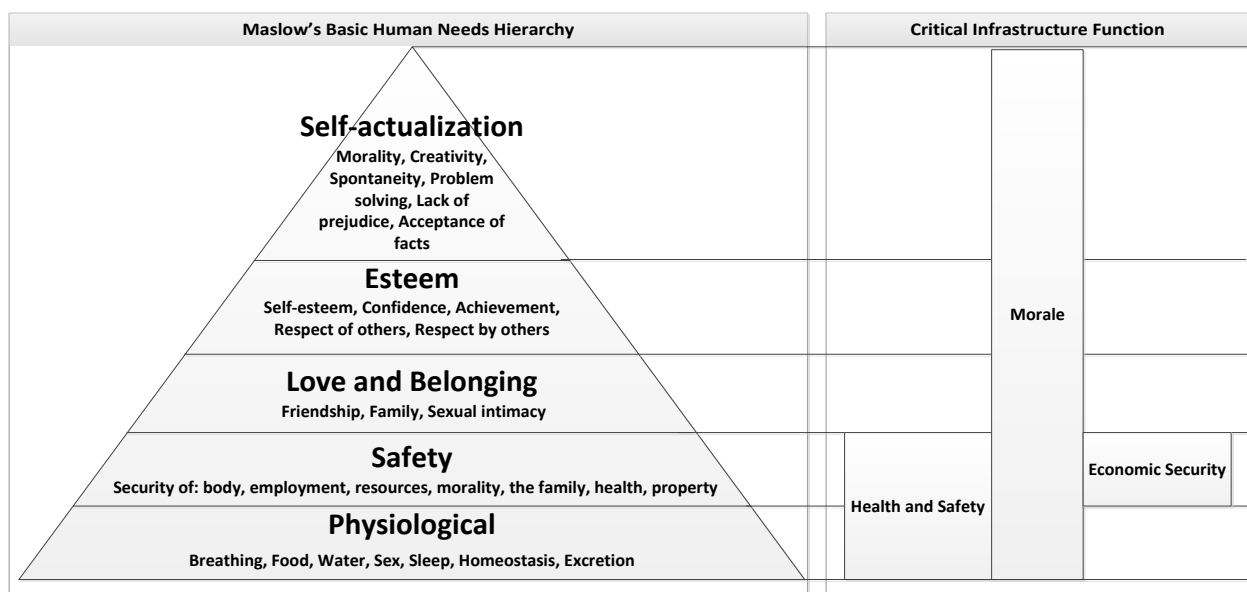 Maslow's Basic Human Needs Hierarchy
Critical Infrastructure Function
Self-actualization
Morality, Creativity,
Spontaneity, Problem
solving, Lack of
prejudice, Acceptance of
facts
Esteem
Self-esteem, Confidence, Achievement,
Respect of others, Respect by others
Love and Belonging
Friendship, Family, Sexual intimacy
Safety
Security of: body, employment, resources, morality, the family, health, property
Physiological
Breathing, Food, Water, Sex, Sleep, Homeostasis, Excretion
Morale
Health and Safety
Economic Security